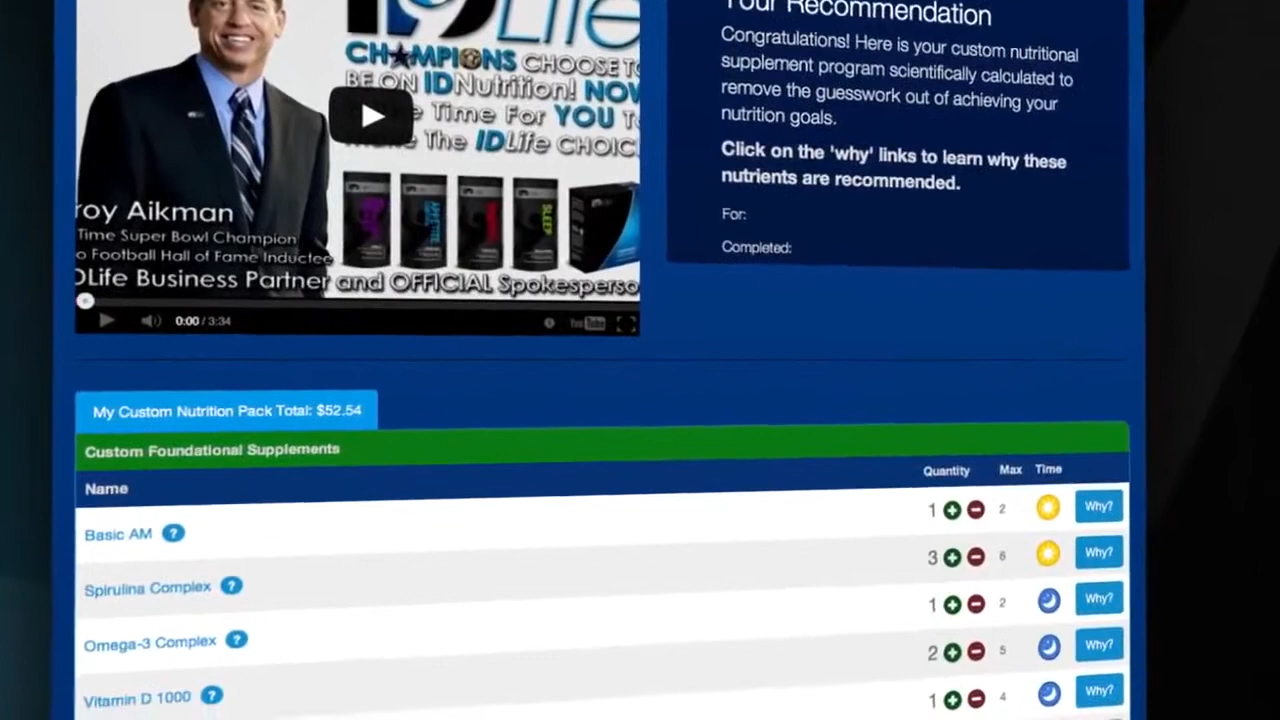 Life
CHAMPIONS CHOOSE TO
BE ON IDNutrition! NOW
Time For YOU
The IDLife CHOIC
APPETITE
SLEEP
roy Aikman
Time Super Bowl Champion
o Football Hall of Fame Inductee
DLife Business Partner and OFFICIAL Spokesperso
0:00 / 3:34
YouTube
Your Recommendation
Congratulations! Here is your custom nutritional
supplement program scientifically calculated to
remove the guesswork out of achieving your
nutrition goals.
Click on the 'why' links to learn why these
nutrients are recommended.
For:
Completed:
My Custom Nutrition Pack Total: $52.54
Custom Foundational Supplements
Name Quantity Max Time
Basic AM ? 1 2 Why?
Spirulina Complex ? 3 6 Why?
Omega-3 Complex ? 1 2 Why?
Vitamin D 1000 ? 2 5 Why?
1 4 Why?